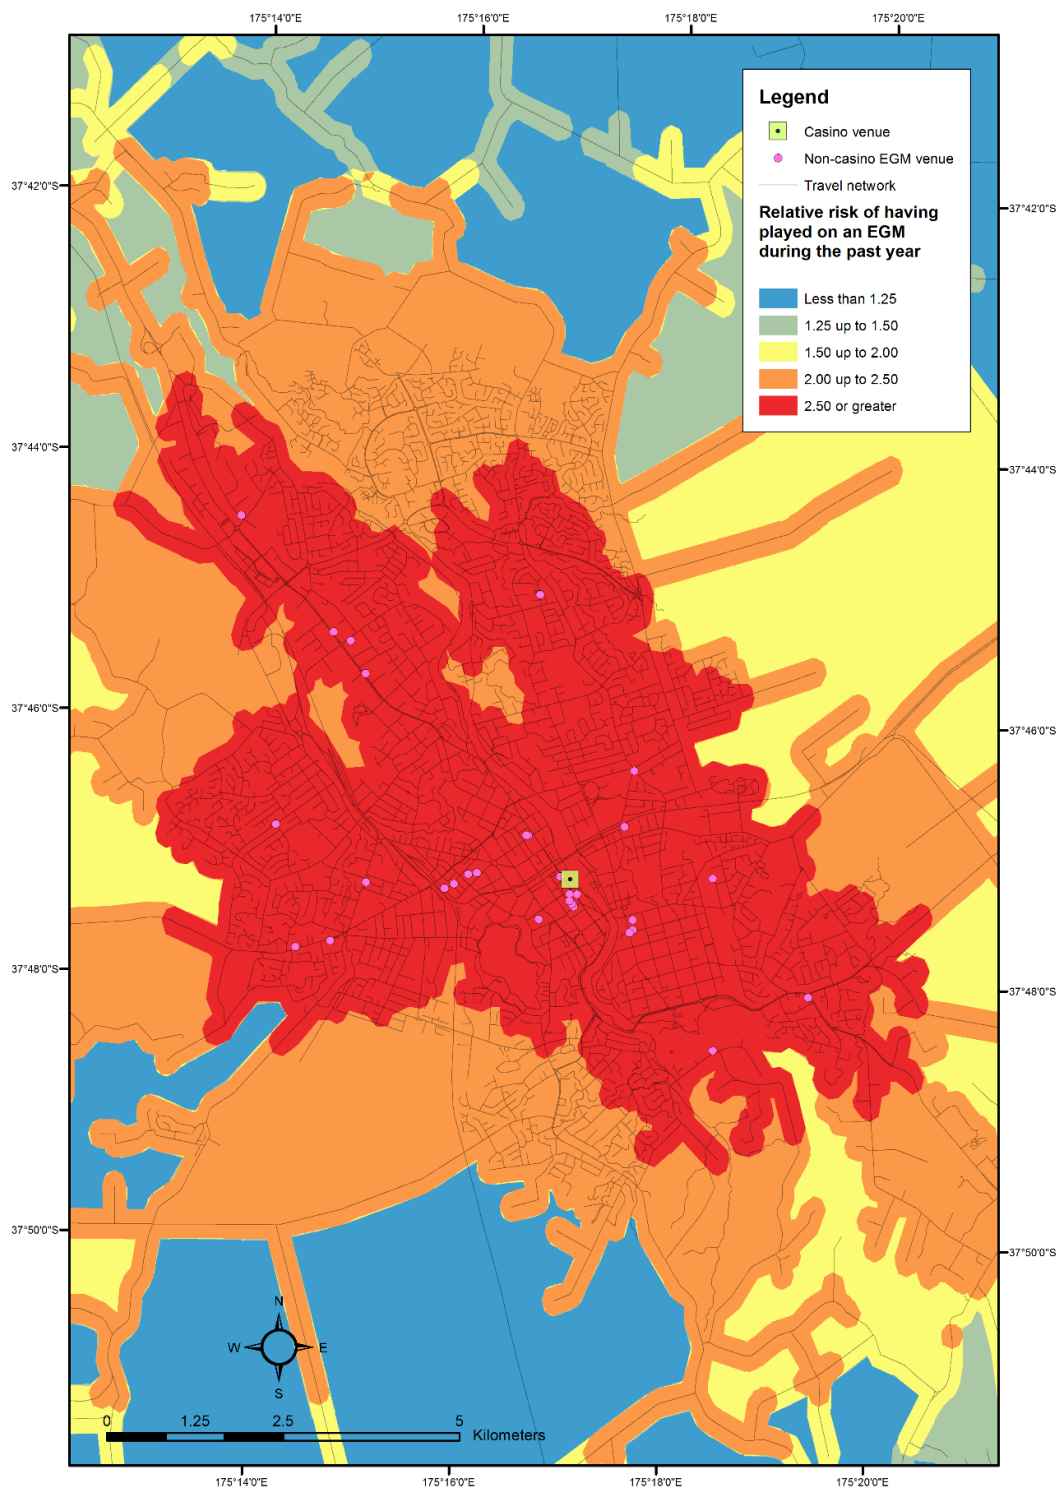 175°14'0"E 175°16'0"E 175°18'0"E 175°20'0"E
Legend
Casino venue
Non-casino EGM venue
Travel network
Relative risk of having
played on an EGM
during the past year
Less than 1.25
1.25 up to 1.50
1.50 up to 2.00
2.00 up to 2.50
2.50 or greater
37°42'0"S 37°42'0"S
37°44'0"S 37°44'0"S
37°46'0"S 37°46'0"S
37°48'0"S 37°48'0"S
37°50'0"S 37°50'0"S
N
W E
S
0 1.25 2.5 5
Kilometers
175°14'0"E 175°16'0"E 175°18'0"E 175°20'0"E